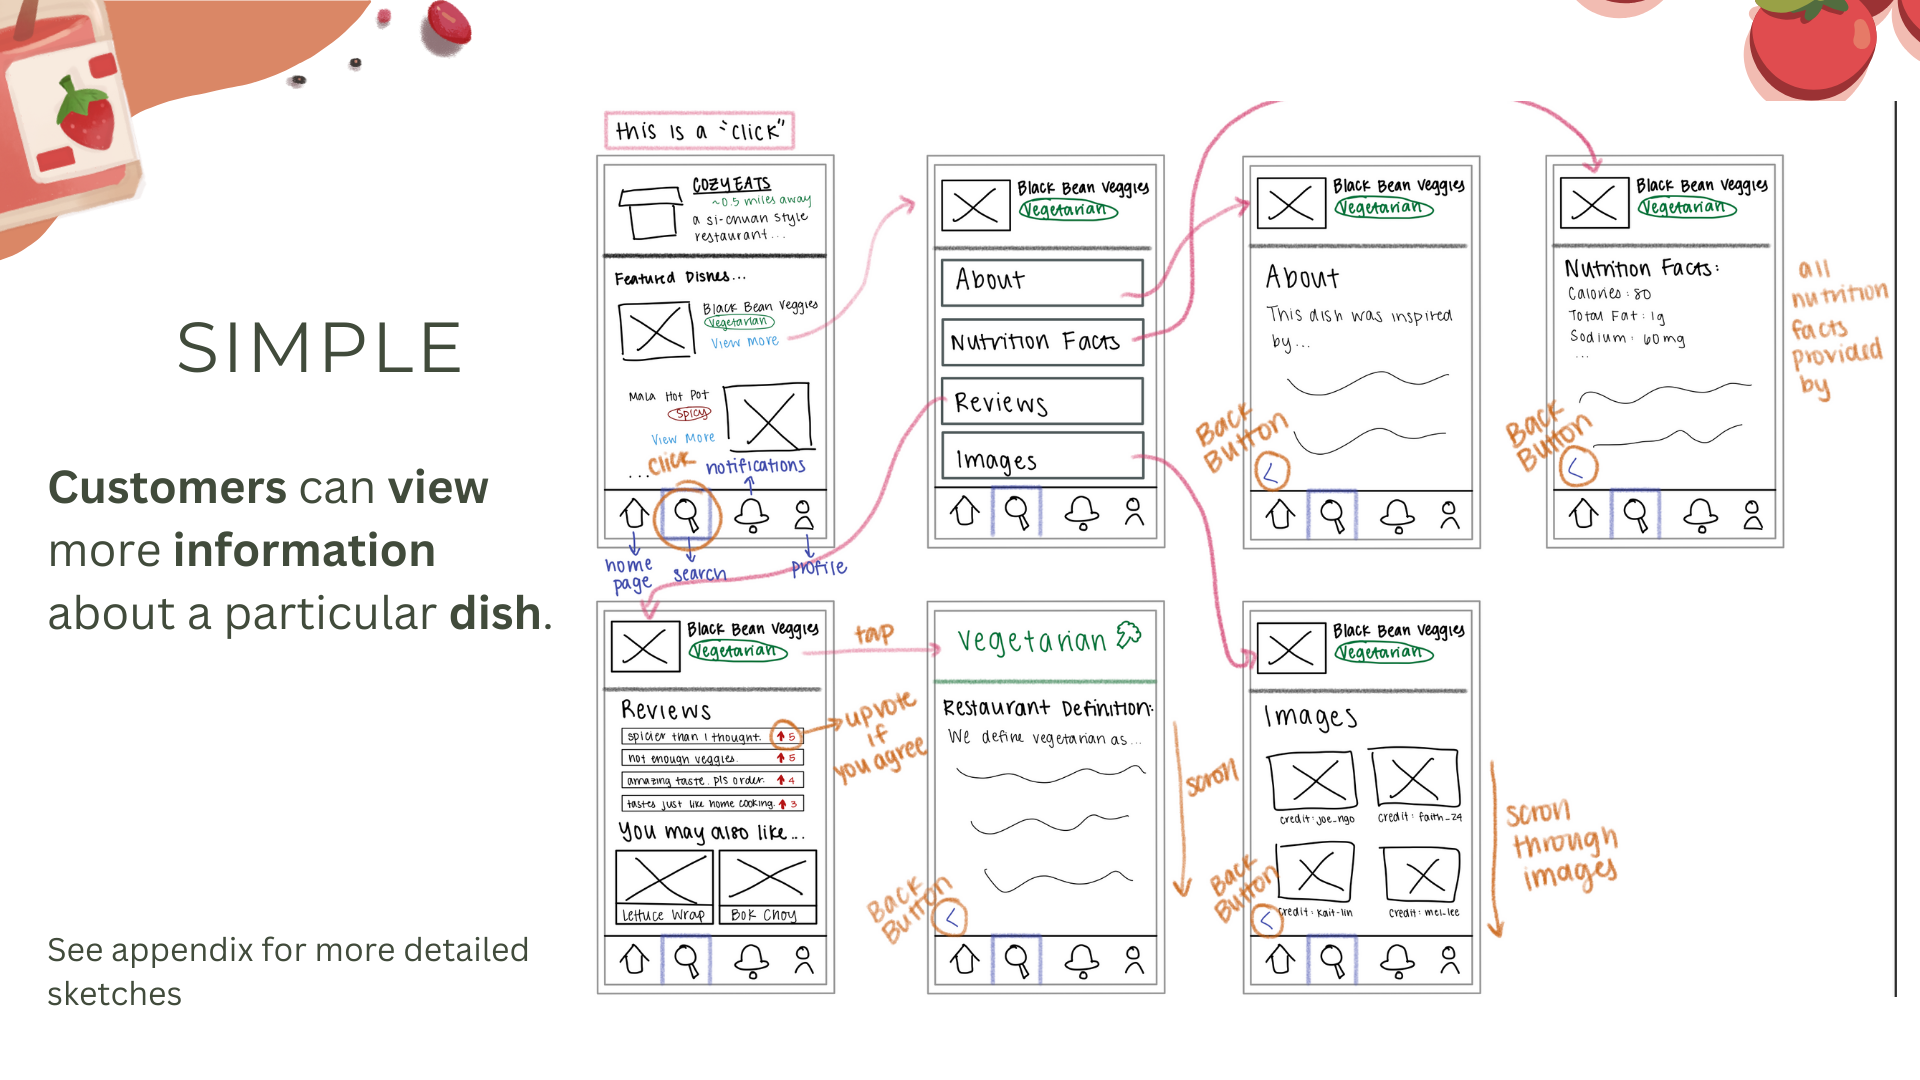 SIMPLE
Customers can view
more information
about a particular dish.
See appendix for more detailed
sketches
this is a "click"
COZY EATS
~0.5 miles away
a si-chuan style
restaurant...
Featured Dishes...
Black Bean Veggies
Vegetarian
View more
Mala Hot Pot
Spicy
View More
...
click
notifications
home
page
search
profile
Black Bean Veggies
Vegetarian
About
Nutrition Facts
Reviews
Images
Black Bean Veggies
Vegetarian
About
This dish was inspired
by...
Back
Button
Black Bean Veggies
Vegetarian
Nutrition Facts:
Calories: 80
Total Fat: 1g
Sodium: 60mg
...
Back
Button
all
nutrition
facts
provided
by
Black Bean Veggies
Vegetarian
tap
Reviews
spicier than I thought. 5
not enough veggies. 5
amazing taste. pls order. 4
tastes just like home cooking. 3
upvote
if
you agree
You may also like...
Lettuce Wrap
Bok Choy
Vegetarian
Restaurant Definition:
We define vegetarian as...
scroll
Back
Button
Black Bean Veggies
Vegetarian
Images
credit: joe_ngo
credit: faith_24
credit: kait-lin
credit: mei_lee
Back
Button
scroll
through
images